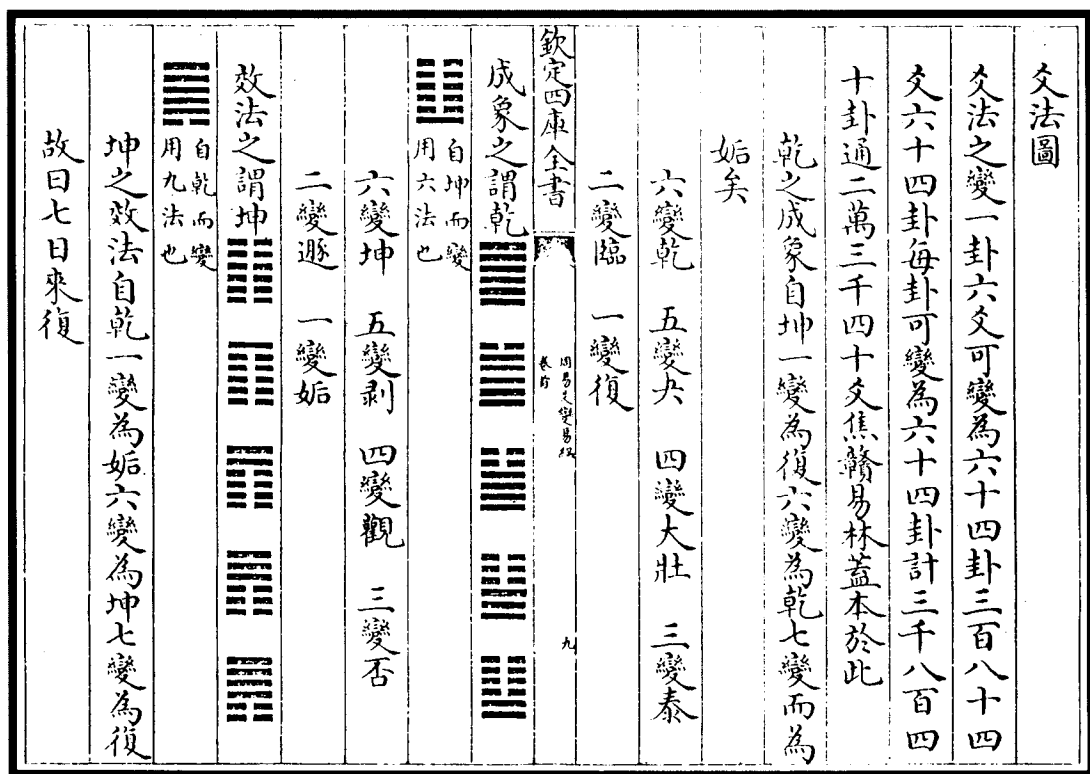 爻法圖
爻法之變一卦六爻可變為六十四卦三百八十四
爻六十四卦每卦可變為六十四卦計三千八百四
十卦通二萬三千四十爻焦贛易林蓋本於此
乾之成象自坤一變為復六變為乾七變而為
姤矣
六變乾　五變夬　四變大壯　三變泰
二變臨　一變復
欽定四庫全書
周易爻變易緼
卷首
九
成象之謂乾
自坤而變
用六法也
六變坤　五變剥　四變觀　三變否
二變遯　一變姤
效法之謂坤
自乾而變
用九法也
坤之效法自乾一變為姤六變為坤七變為復
故曰七日來復